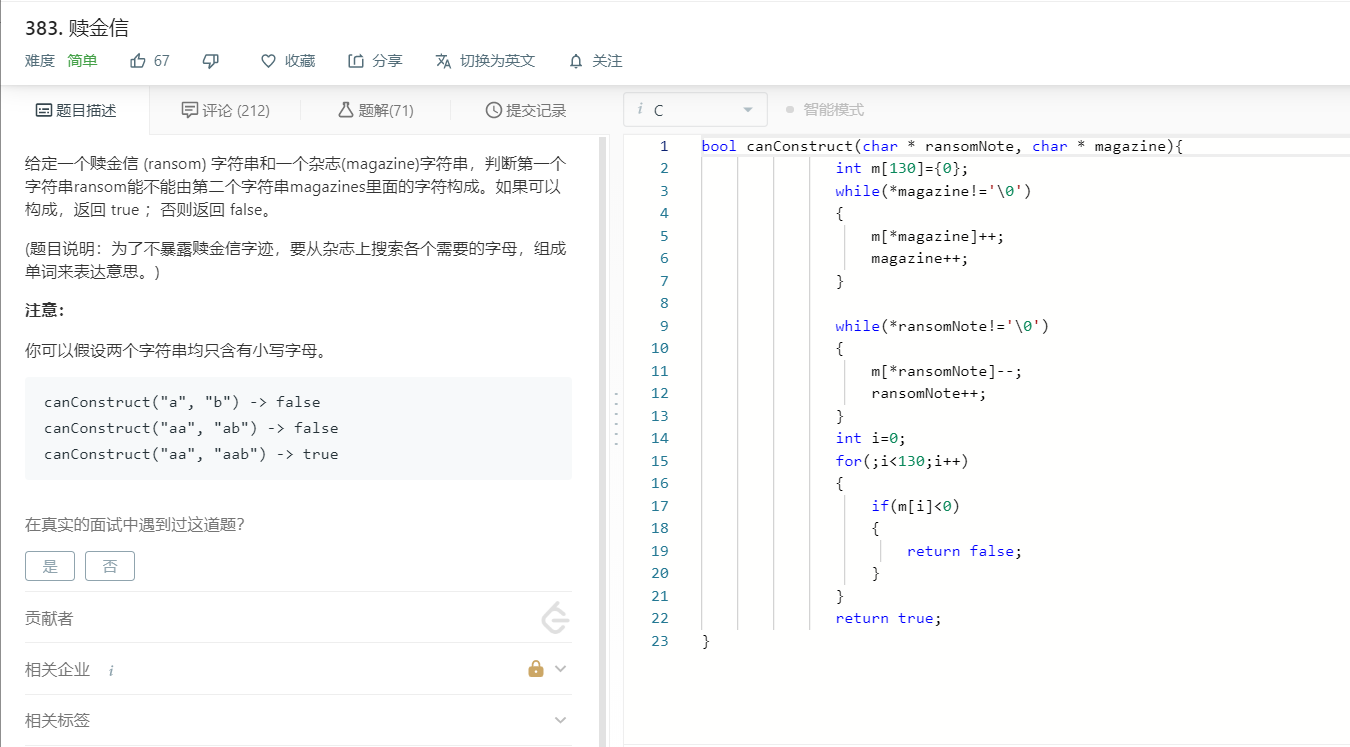 383. 赎金信
难度 简单 67 收藏 分享 切换为英文 关注
题目描述 评论 (212) 题解(71) 提交记录
给定一个赎金信 (ransom) 字符串和一个杂志(magazine)字符串，判断第一个
字符串ransom能不能由第二个字符串magazines里面的字符构成。如果可以
构成，返回 true ；否则返回 false。
(题目说明：为了不暴露赎金信字迹，要从杂志上搜索各个需要的字母，组成
单词来表达意思。)
注意：
你可以假设两个字符串均只含有小写字母。
canConstruct("a", "b") -> false
canConstruct("aa", "ab") -> false
canConstruct("aa", "aab") -> true
在真实的面试中遇到过这道题？
是 否
贡献者
相关企业 i
相关标签
i C 智能模式
1 bool canConstruct(char * ransomNote, char * magazine){
2 int m[130]={0};
3 while(*magazine!='\0')
4 {
5 m[*magazine]++;
6 magazine++;
7 }
8
9 while(*ransomNote!='\0')
10 {
11 m[*ransomNote]--;
12 ransomNote++;
13 }
14 int i=0;
15 for(;i<130;i++)
16 {
17 if(m[i]<0)
18 {
19 return false;
20 }
21 }
22 return true;
23 }